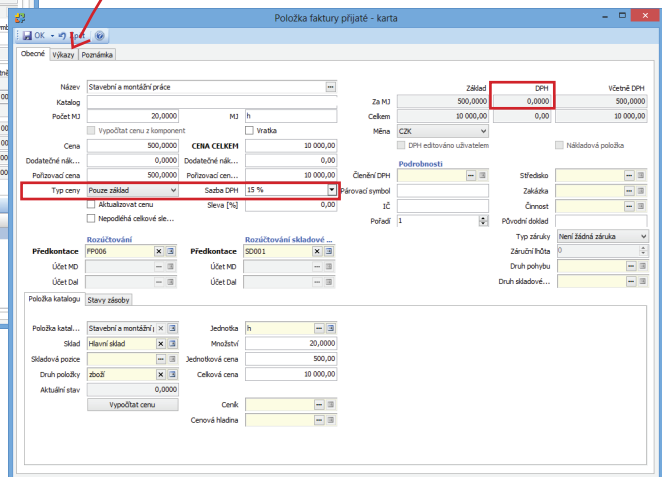 Položka faktury přijaté - karta
OK Zpět
Obecné Výkazy Poznámka
Název Stavební a montážní práce
Základ DPH Včetně DPH
Katalog
Za MJ 500,0000 0,0000 500,0000
Počet MJ 20,0000 MJ h
Celkem 10 000,00 0,00 10 000,00
Vypočítat cenu z komponent Vratka
Měna CZK
Cena 500,0000 CENA CELKEM 10 000,00
DPH editováno uživatelem Nákladová položka
Dodatečné nák... 0,0000 Dodatečné nák... 0,00
Podrobnosti
Pořizovací cena 500,0000 Pořizovací cen... 10 000,00
Členění DPH Středisko
Typ ceny Pouze základ Sazba DPH 15 %
Párovací symbol Zakázka
Aktualizovat cenu Sleva [%] 0,00
IČ Činnost
Nepodléhá celkové sle...
Pořadí 1 Původní doklad
Typ záruky Není žádná záruka
Rozúčtování Rozúčtování skladové ...
Předkontace FP006 Předkontace SD001
Záruční lhůta 0
Účet MD Účet MD
Druh pohybu
Účet Dal Účet Dal
Druh skladové...
Položka katalogu Stavy zásoby
Položka katal... Stavební a montážní Jednotka h
Sklad Hlavní sklad Množství 20,0000
Skladová pozice Jednotková cena 500,00
Druh položky zboží Celková cena 10 000,00
Aktuální stav 0,0000
Vypočítat cenu Ceník
Cenová hladina